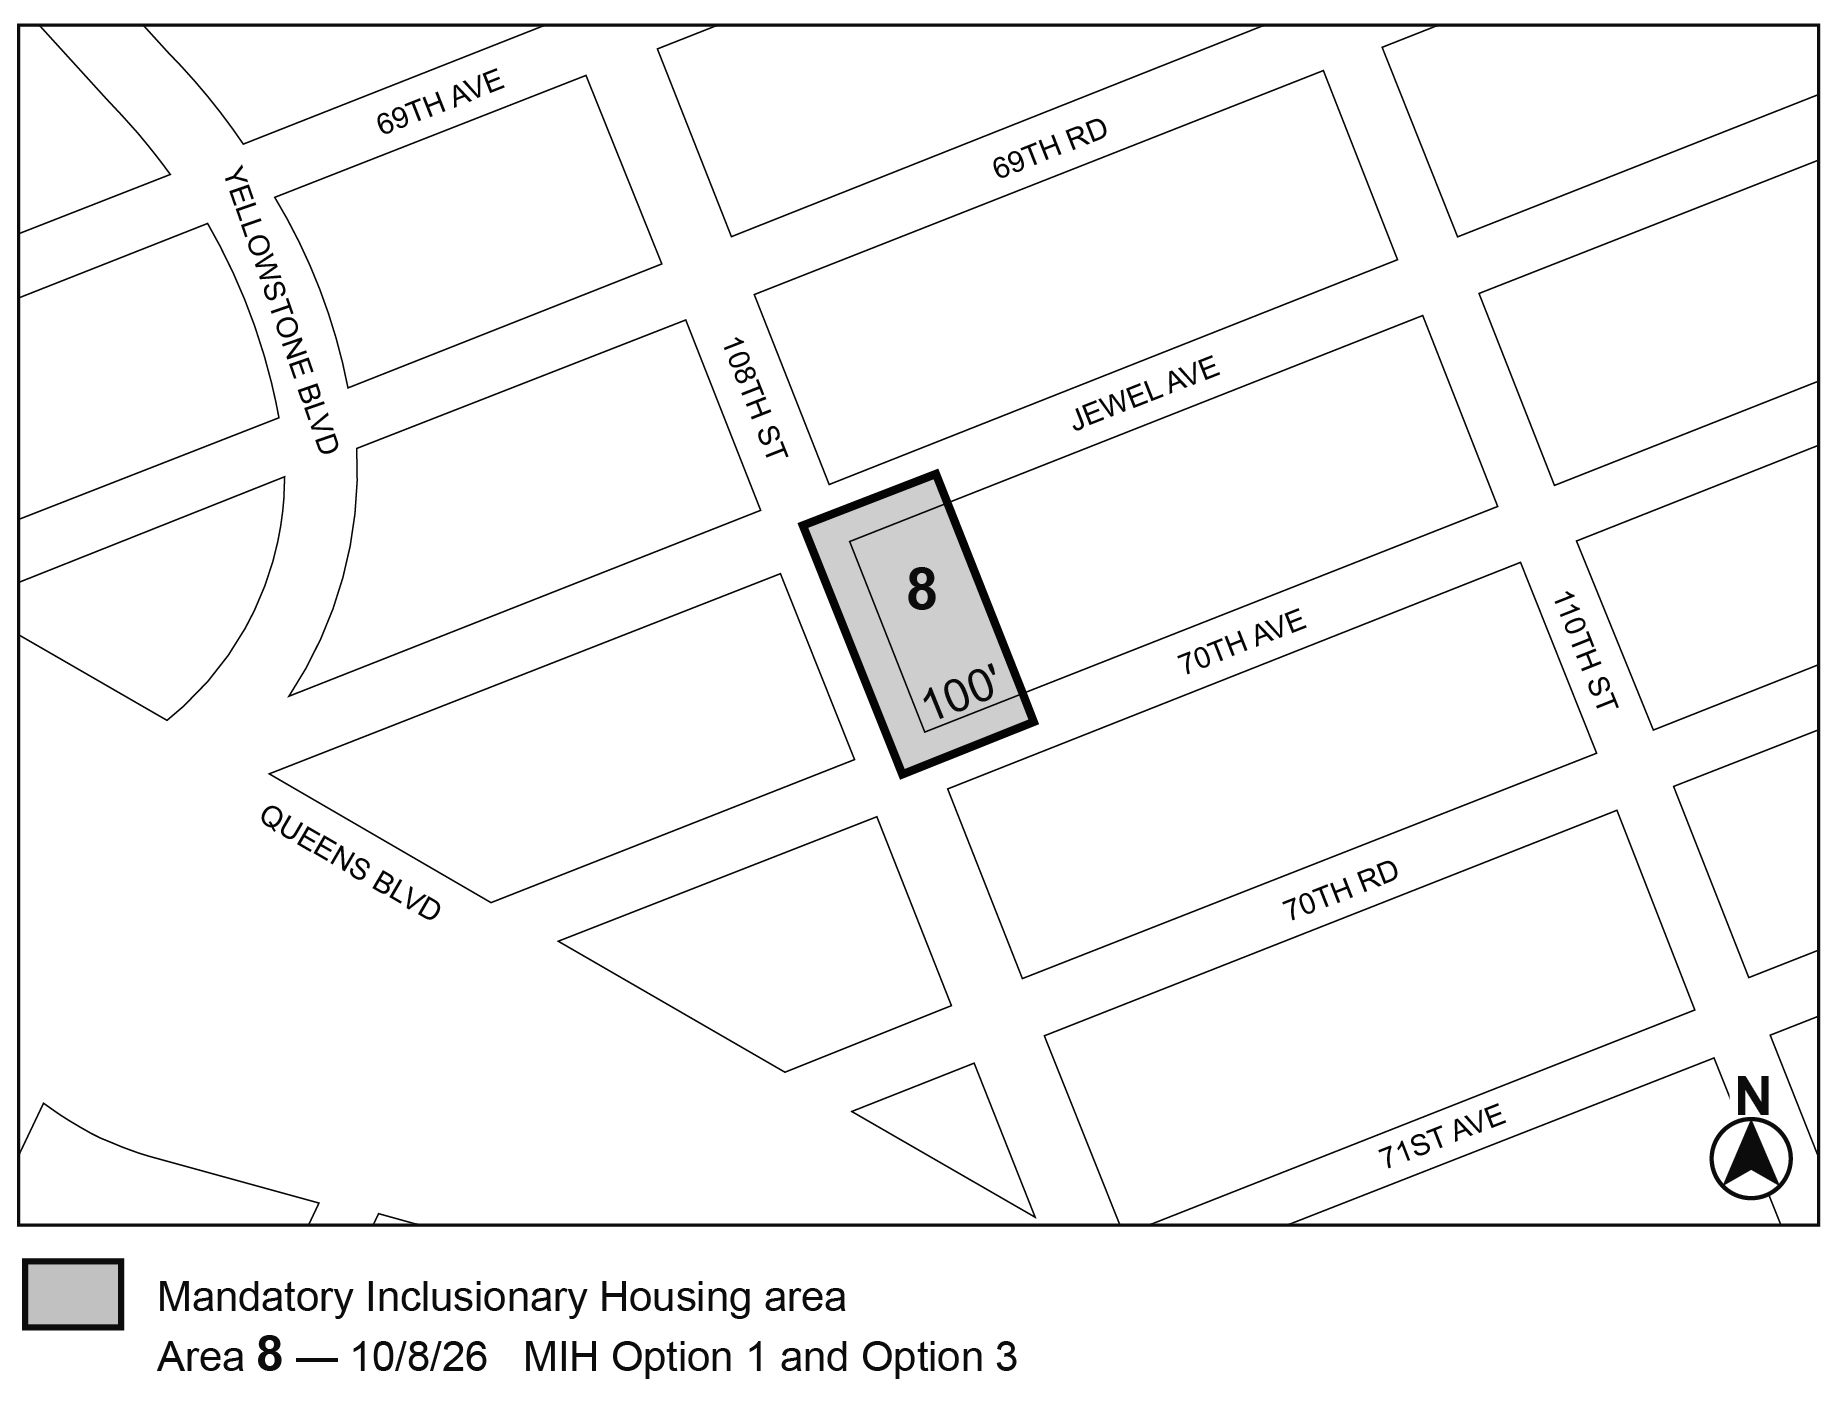 69TH AVE
69TH RD
YELLOWSTONE BLVD
108TH ST
JEWEL AVE
8
100'
70TH AVE
110TH ST
QUEENS BLVD
70TH RD
71ST AVE
N
Mandatory Inclusionary Housing area
Area 8 — 10/8/26 MIH Option 1 and Option 3